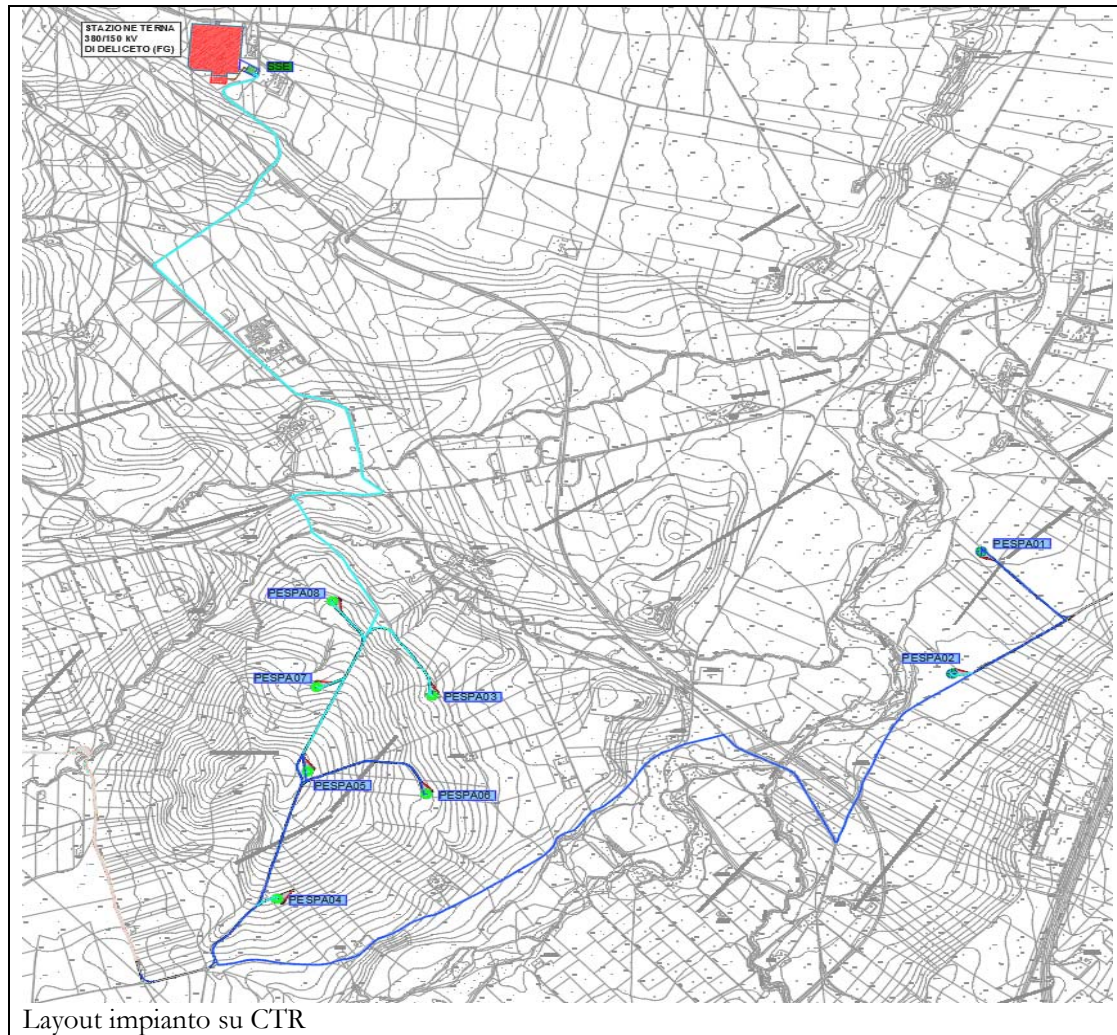 STAZIONE TERNA
380/150 kV
DI DELICETO (FG)
SSE
PESPA01
PESPA08
PESPA02
PESPA07
PESPA03
PESPA05
PESPA06
PESPA04
Layout impianto su CTR